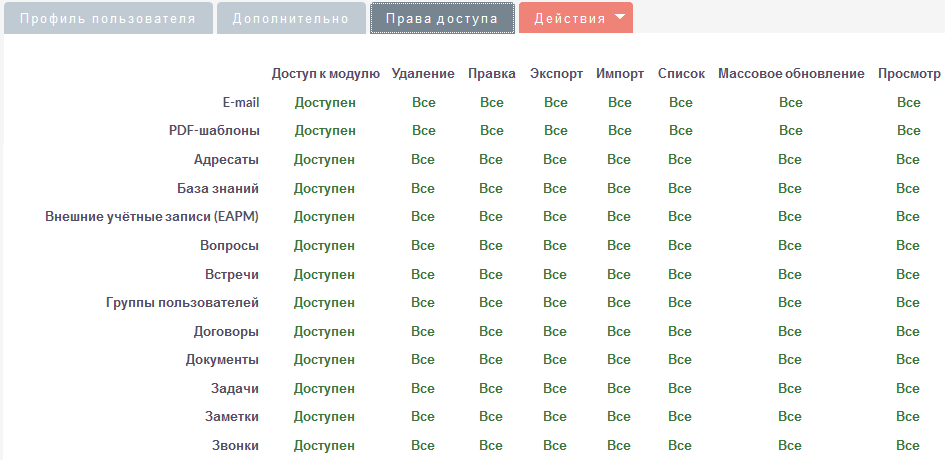 Профиль пользователя Дополнительно Права доступа Действия
Доступ к модулю Удаление Правка Экспорт Импорт Список Массовое обновление Просмотр
E-mail Доступен Все Все Все Все Все Все Все
PDF-шаблоны Доступен Все Все Все Все Все Все Все
Адресаты Доступен Все Все Все Все Все Все Все
База знаний Доступен Все Все Все Все Все Все Все
Внешние учётные записи (EAPM) Доступен Все Все Все Все Все Все Все
Вопросы Доступен Все Все Все Все Все Все Все
Встречи Доступен Все Все Все Все Все Все Все
Группы пользователей Доступен Все Все Все Все Все Все Все
Договоры Доступен Все Все Все Все Все Все Все
Документы Доступен Все Все Все Все Все Все Все
Задачи Доступен Все Все Все Все Все Все Все
Заметки Доступен Все Все Все Все Все Все Все
Звонки Доступен Все Все Все Все Все Все Все